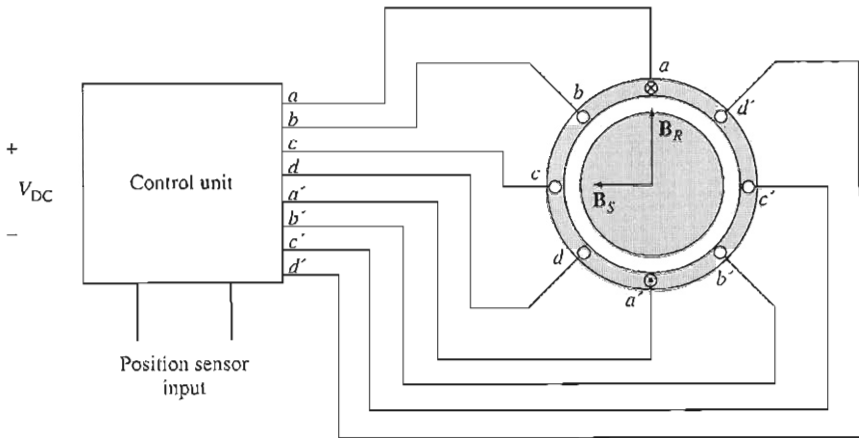 a
b
c
d
a′
b′
c′
d′
+
V_DC
−
Control unit
Position sensor
input
a
b
d′
c
c′
d
b′
a′
B_R
B_S